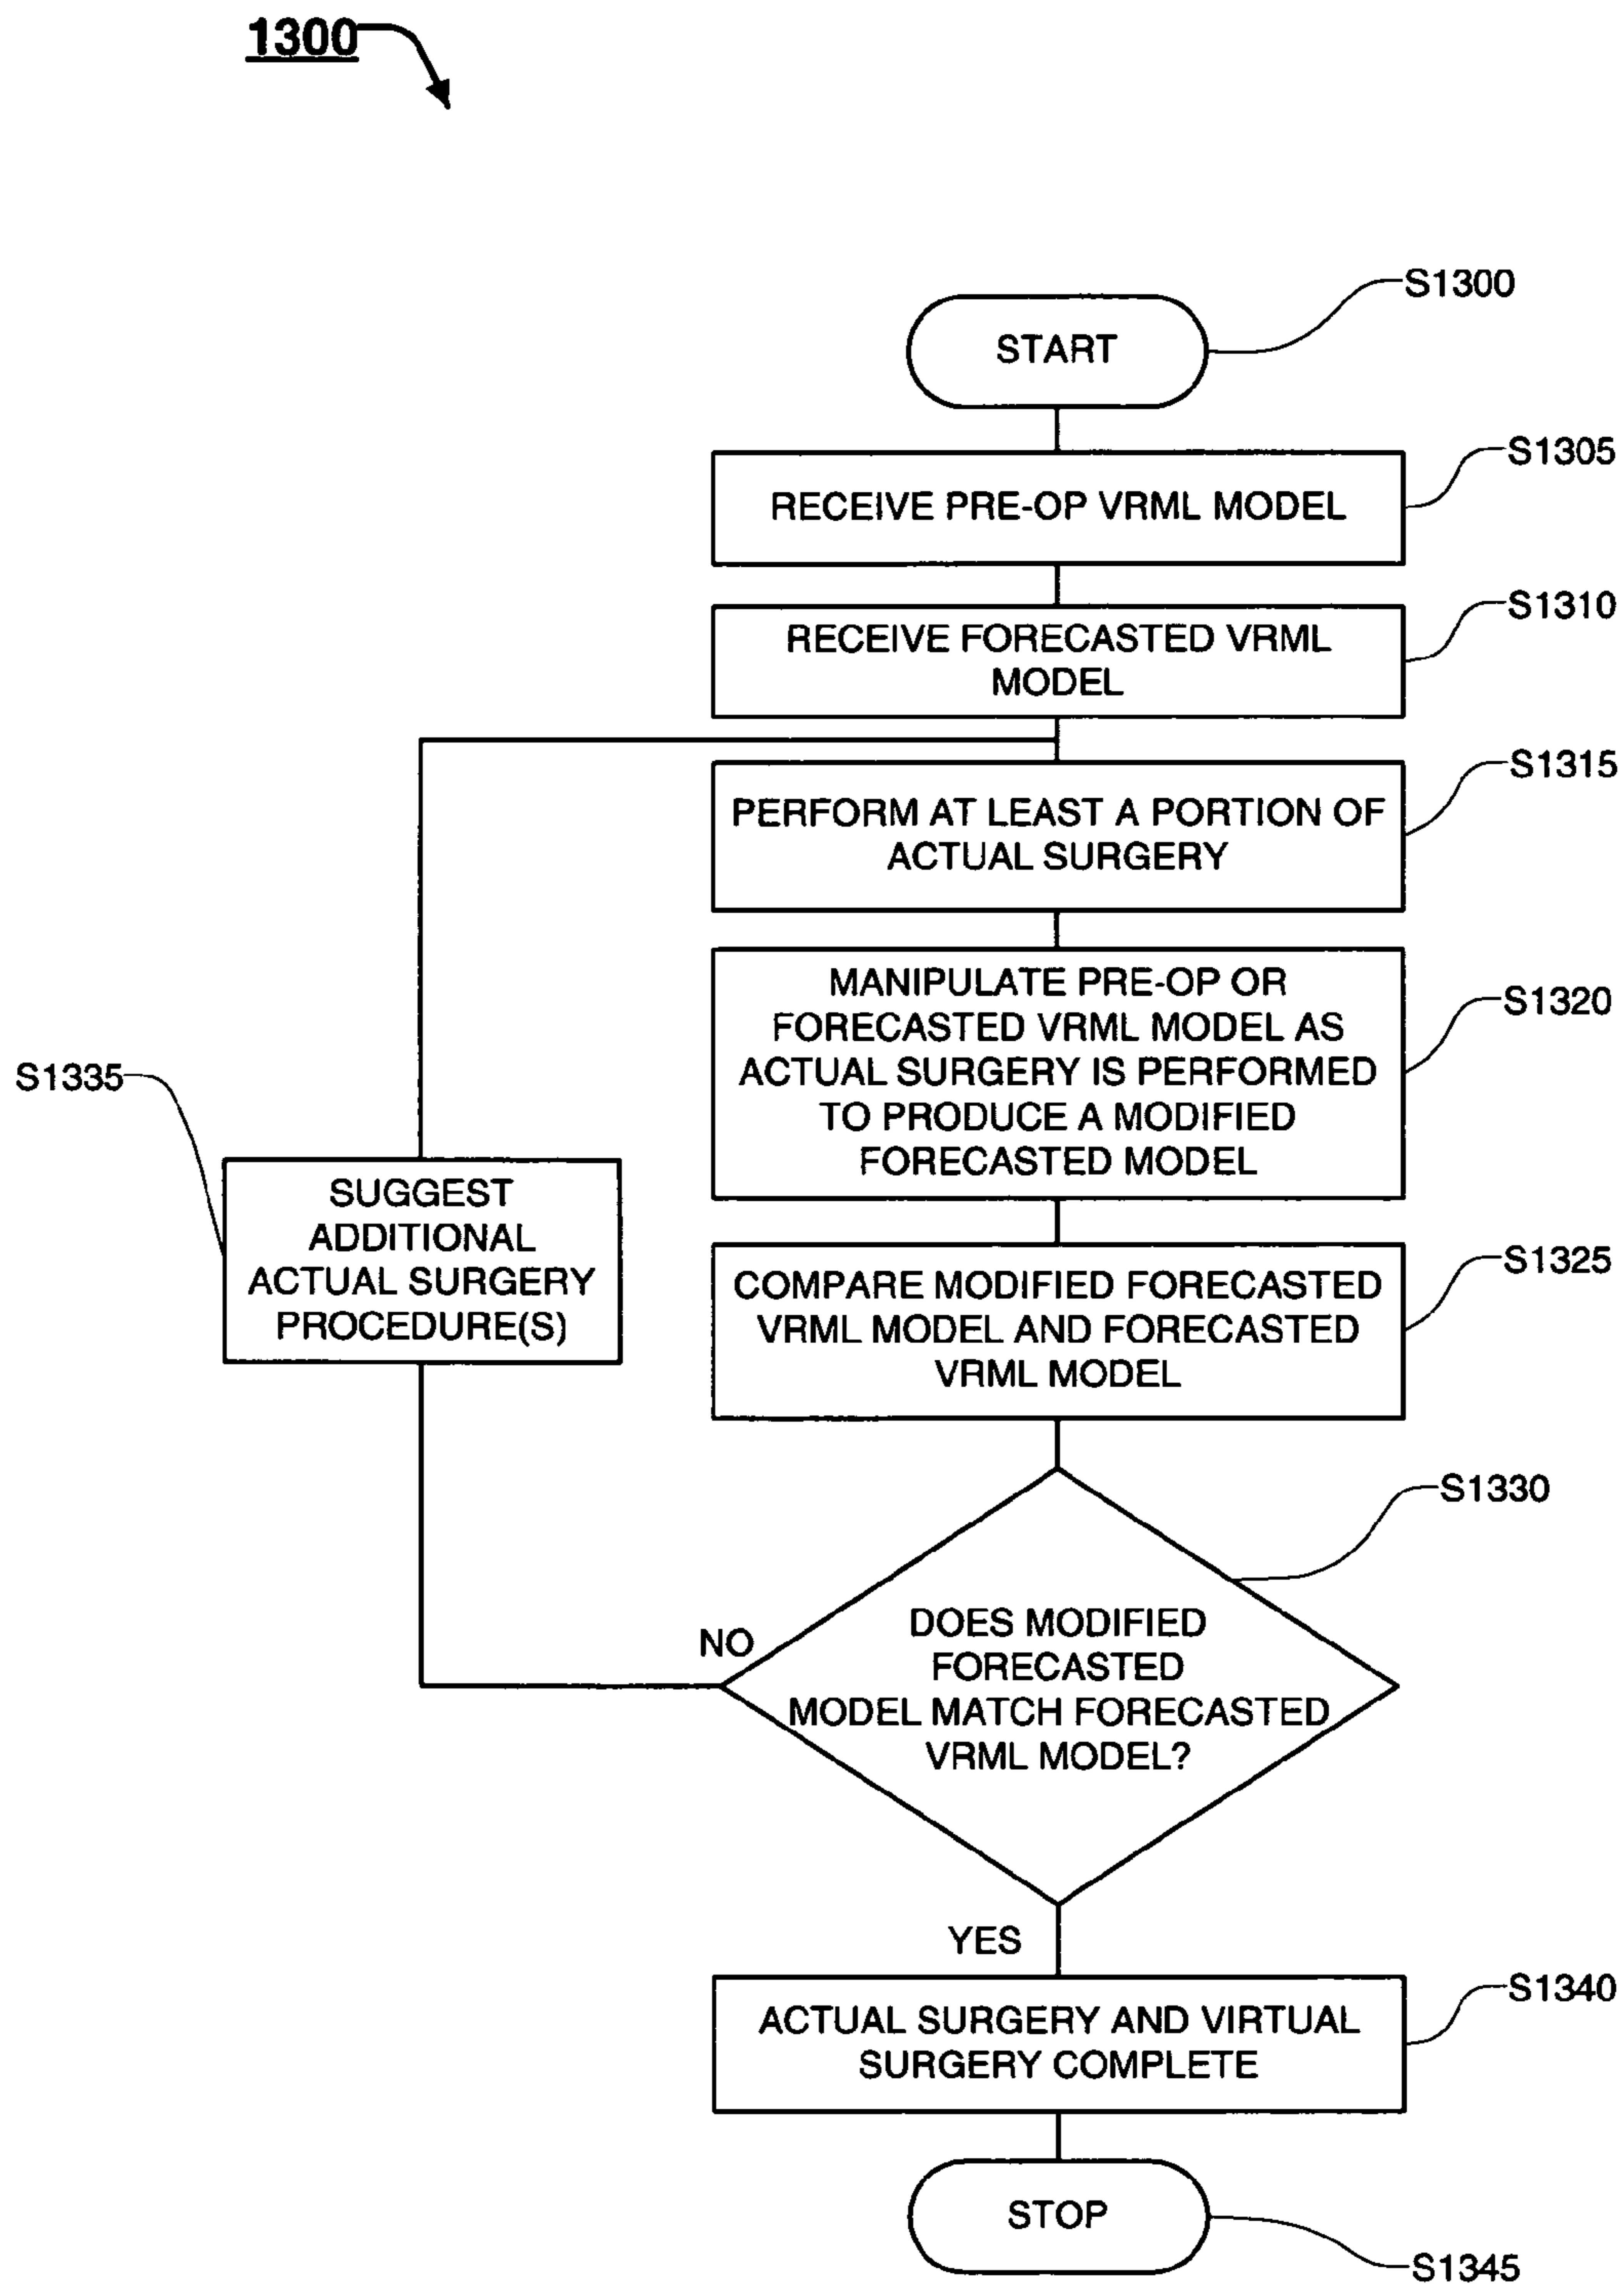 1300
S1300
START
S1305
RECEIVE PRE-OP VRML MODEL
S1310
RECEIVE FORECASTED VRML
MODEL
S1315
PERFORM AT LEAST A PORTION OF
ACTUAL SURGERY
MANIPULATE PRE-OP OR
FORECASTED VRML MODEL AS
ACTUAL SURGERY IS PERFORMED
TO PRODUCE A MODIFIED
FORECASTED MODEL
S1320
S1335
SUGGEST
ADDITIONAL
ACTUAL SURGERY
PROCEDURE(S)
S1325
COMPARE MODIFIED FORECASTED
VRML MODEL AND FORECASTED
VRML MODEL
S1330
NO
DOES MODIFIED
FORECASTED
MODEL MATCH FORECASTED
VRML MODEL?
YES
S1340
ACTUAL SURGERY AND VIRTUAL
SURGERY COMPLETE
STOP
S1345